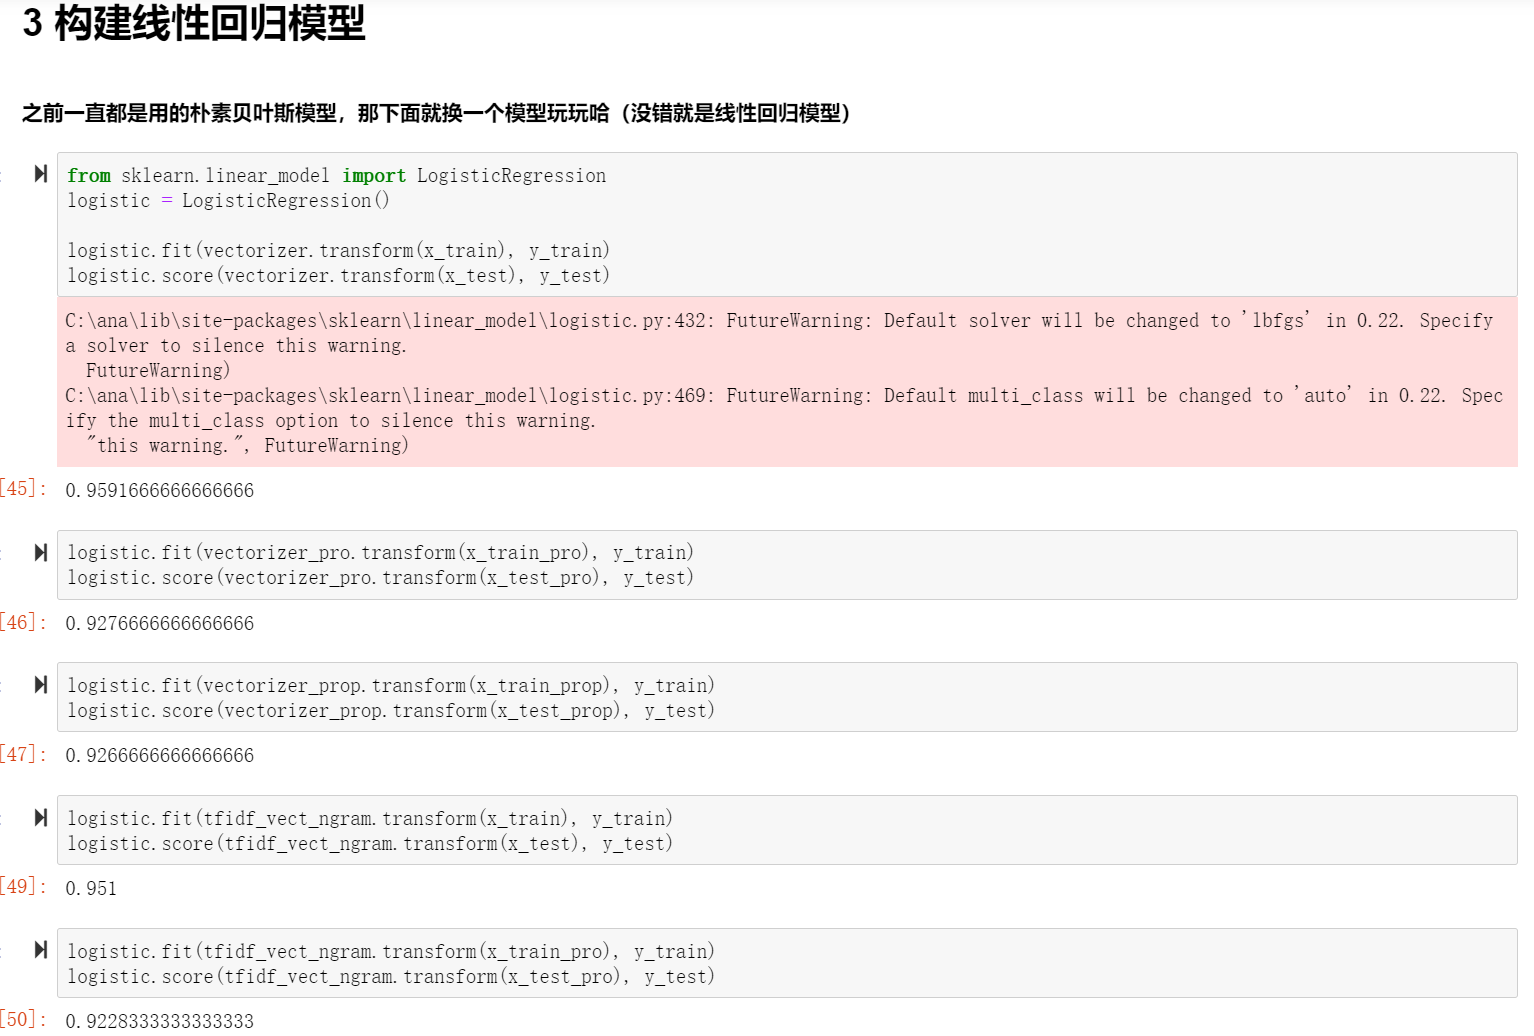 3 构建线性回归模型
之前一直都是用的朴素贝叶斯模型，那下面就换一个模型玩玩哈（没错就是线性回归模型）
from sklearn.linear_model import LogisticRegression
logistic = LogisticRegression()
logistic.fit(vectorizer.transform(x_train), y_train)
logistic.score(vectorizer.transform(x_test), y_test)
C:\ana\lib\site-packages\sklearn\linear_model\logistic.py:432: FutureWarning: Default solver will be changed to 'lbfgs' in 0.22. Specify
a solver to silence this warning.
FutureWarning)
C:\ana\lib\site-packages\sklearn\linear_model\logistic.py:469: FutureWarning: Default multi_class will be changed to 'auto' in 0.22. Spec
ify the multi_class option to silence this warning.
"this warning.", FutureWarning)
[45]: 0.9591666666666666
logistic.fit(vectorizer_pro.transform(x_train_pro), y_train)
logistic.score(vectorizer_pro.transform(x_test_pro), y_test)
[46]: 0.9276666666666666
logistic.fit(vectorizer_prop.transform(x_train_prop), y_train)
logistic.score(vectorizer_prop.transform(x_test_prop), y_test)
[47]: 0.9266666666666666
logistic.fit(tfidf_vect_ngram.transform(x_train), y_train)
logistic.score(tfidf_vect_ngram.transform(x_test), y_test)
[49]: 0.951
logistic.fit(tfidf_vect_ngram.transform(x_train_pro), y_train)
logistic.score(tfidf_vect_ngram.transform(x_test_pro), y_test)
[50]: 0.9228333333333333